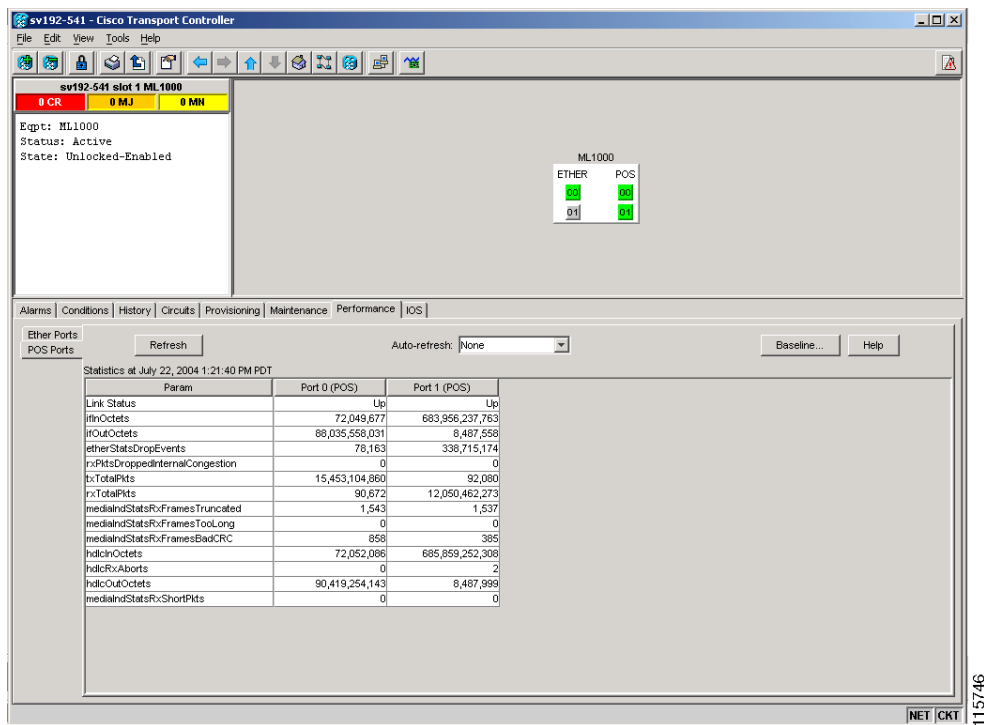 sv192-541 - Cisco Transport Controller
File Edit View Tools Help
sv192-541 slot 1 ML1000
0 CR 0 MJ 0 MN
Eqpt: ML1000
Status: Active
State: Unlocked-Enabled
ML1000
ETHER POS
00 00
01 01
Alarms Conditions History Circuits Provisioning Maintenance Performance IOS
Ether Ports
POS Ports
Refresh Auto-refresh: None Baseline... Help
Statistics at July 22, 2004 1:21:40 PM PDT
Param Port 0 (POS) Port 1 (POS)
Link Status Up Up
ifInOctets 72,049,677 683,956,237,763
ifOutOctets 88,035,558,031 8,487,558
etherStatsDropEvents 78,163 338,715,174
rxPktsDroppedInternalCongestion 0 0
txTotalPkts 15,453,104,860 92,080
rxTotalPkts 90,672 12,050,462,273
mediaIndStatsRxFramesTruncated 1,543 1,537
mediaIndStatsRxFramesTooLong 0 0
mediaIndStatsRxFramesBadCRC 858 385
hdlcInOctets 72,052,086 685,859,252,308
hdlcRxAborts 0 2
hdlcOutOctets 90,419,254,143 8,487,999
mediaIndStatsRxShortPkts 0 0
NET CKT
115746